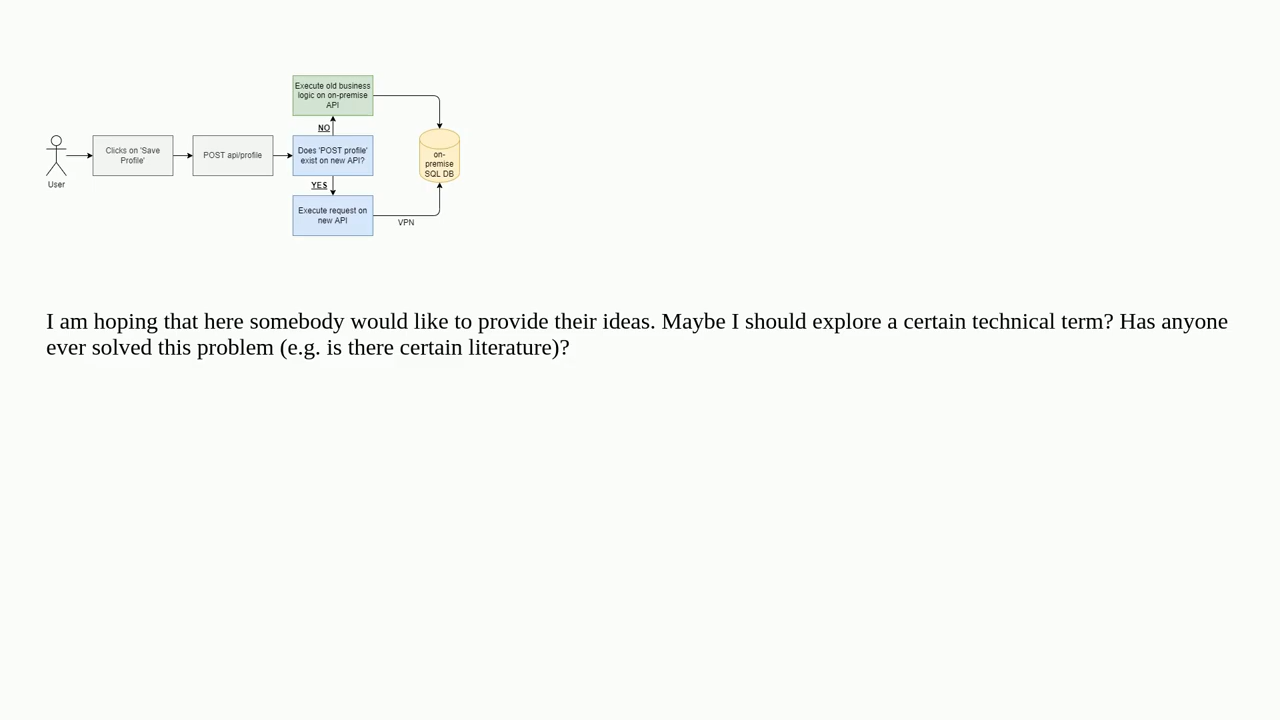 Execute old business
logic on on-premise
API
NO
Clicks on 'Save
Profile'
POST api/profile
Does 'POST profile'
exist on new API?
on-
premise
SQL DB
User
YES
Execute request on
new API
VPN
I am hoping that here somebody would like to provide their ideas. Maybe I should explore a certain technical term? Has anyone
ever solved this problem (e.g. is there certain literature)?